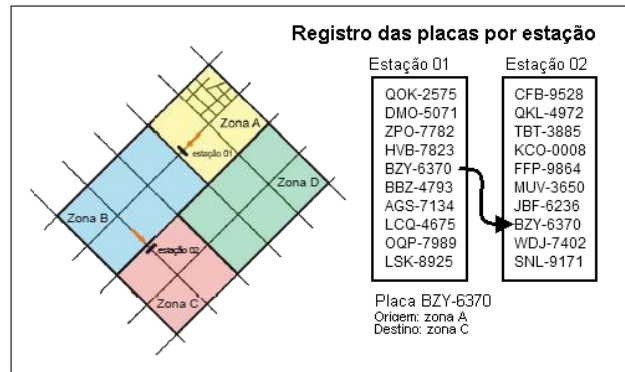 Registro das placas por estação
Estação 01
QOK-2575
DMO-5071
ZPO-7782
HVB-7823
BZY-6370
BBZ-4793
AGS-7134
LCQ-4675
OQP-7989
LSK-8925
Estação 02
CFB-9528
QKL-4972
TBT-3885
KCO-0008
FFP-9864
MUV-3650
JBF-6236
BZY-6370
WDJ-7402
SNL-9171
Zona A
estação 01
Zona D
Zona B
estação 02
Zona C
Placa BZY-6370
Origem: zona A
Destino: zona C